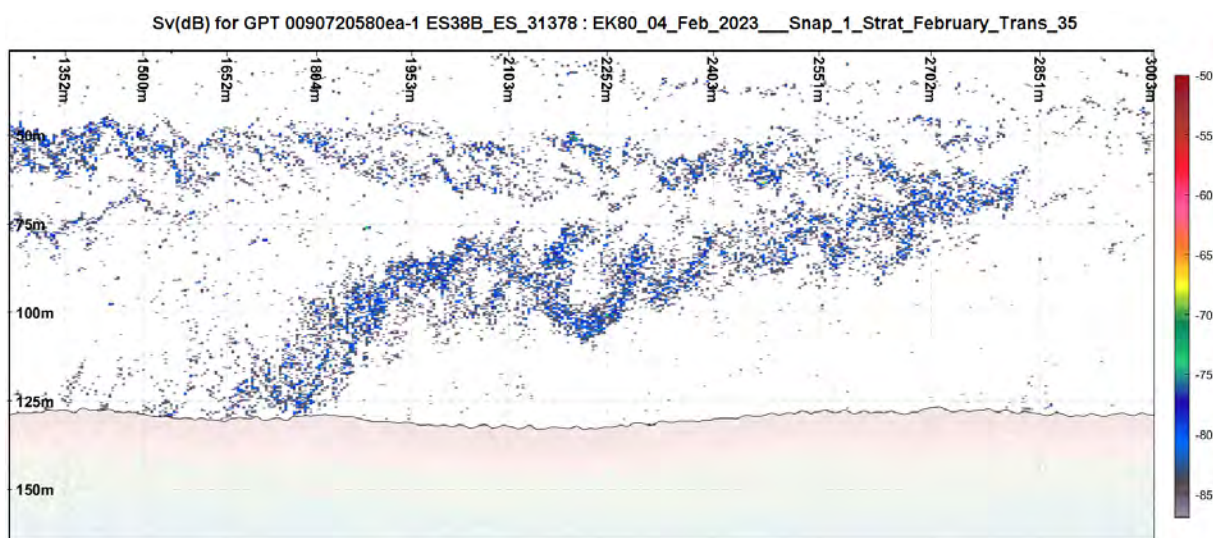 Sv(dB) for GPT 0090720580ea-1 ES38B_ES_31378 : EK80_04_Feb_2023___Snap_1_Strat_February_Trans_35
1352m
1500m
1652m
1804m
1953m
2103m
2252m
2403m
2551m
2702m
2851m
3003m
50m
75m
100m
125m
150m
-50
-55
-60
-65
-70
-75
-80
-85